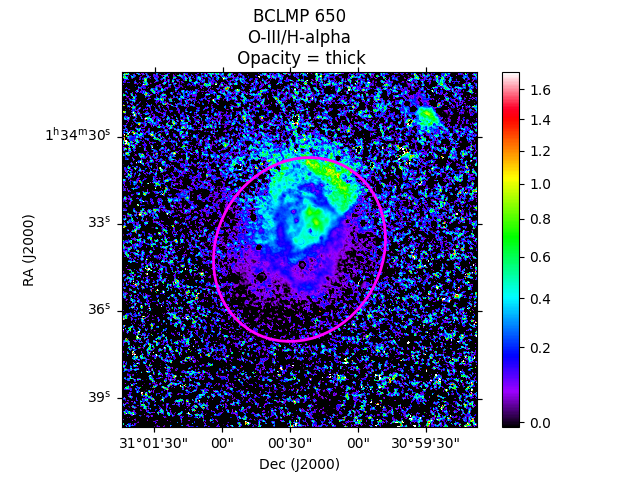 BCLMP 650
O-III/H-alpha
Opacity = thick
1h34m30s
33s
36s
39s
RA (J2000)
31°01'30" 00" 00'30" 00" 30°59'30"
Dec (J2000)
1.6
1.4
1.2
1.0
0.8
0.6
0.4
0.2
0.0